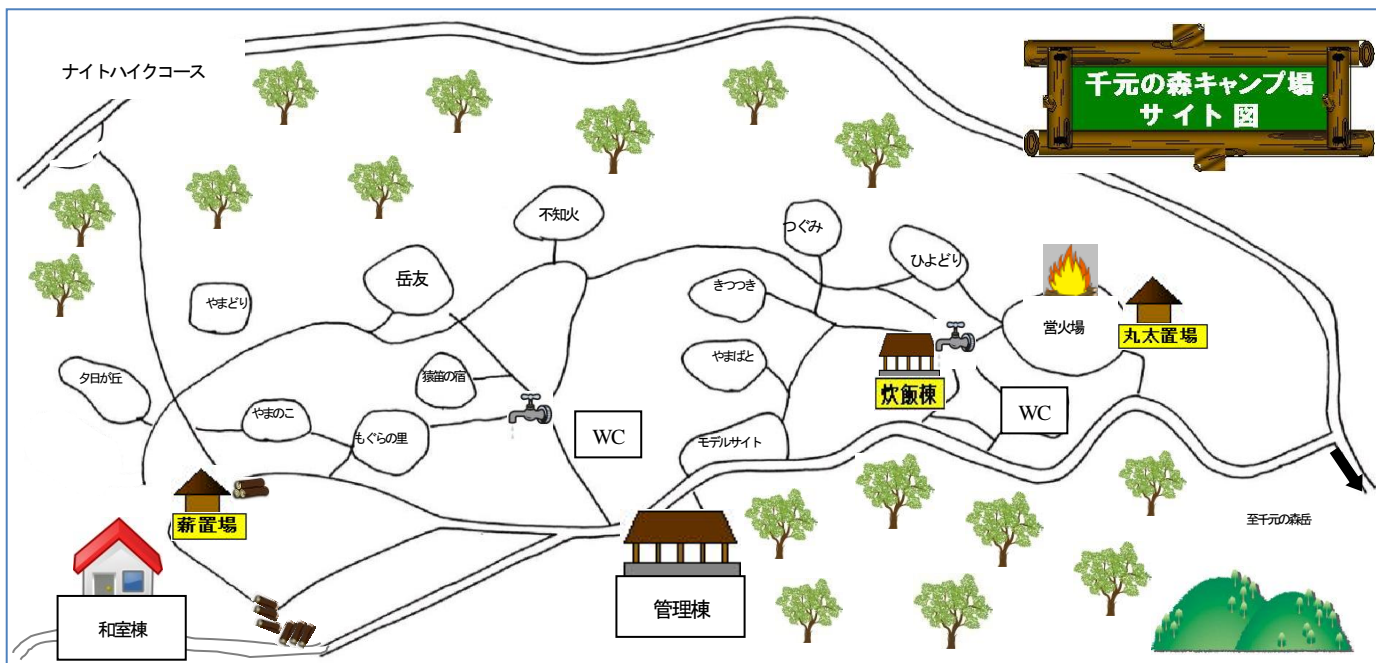 ナイトハイクコース
千元の森キャンプ場
サイト図
不知火
つぐみ
ひよどり
岳友
きつつき
やまどり
営火場
丸太置場
夕日が丘
猿笛の宿
やまばと
炊飯棟
やまのこ
もぐらの里
WC
モデルサイト
WC
薪置場
至千元の森岳
和室棟
管理棟